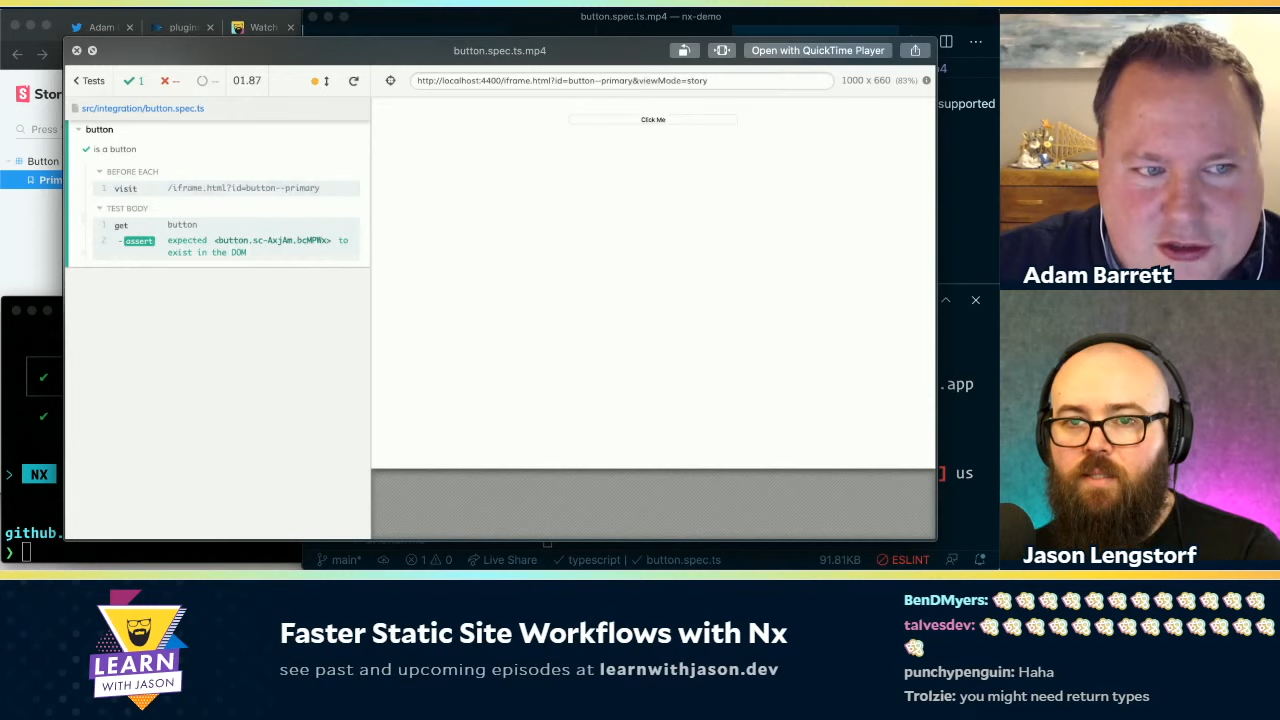 button.spec.ts.mp4 — nx-demo
Adam
plugin
Watch
button.spec.ts.mp4
Open with QuickTime Player
Tests
1
--
--
01.87
http://localhost:4400/iframe.html?id=button--primary&viewMode=story
1000 x 660 (83%)
src/integration/button.spec.ts
button
is a button
BEFORE EACH
1 visit /iframe.html?id=button--primary
TEST BODY
1 get button
2 -assert expected <button.sc-AxjAm.bcMPWx> to
exist in the DOM
Click Me
Stor
Press
Button
Prim
supported
.app
] us
> NX
github.
❯
main*
1 0
Live Share
typescript
button.spec.ts
91.81KB
ESLINT
Adam Barrett
Jason Lengstorf
LEARN
WITH JASON
Faster Static Site Workflows with Nx
see past and upcoming episodes at learnwithjason.dev
BenDMyers:
talvesdev:
punchypenguin: Haha
Trolzie: you might need return types